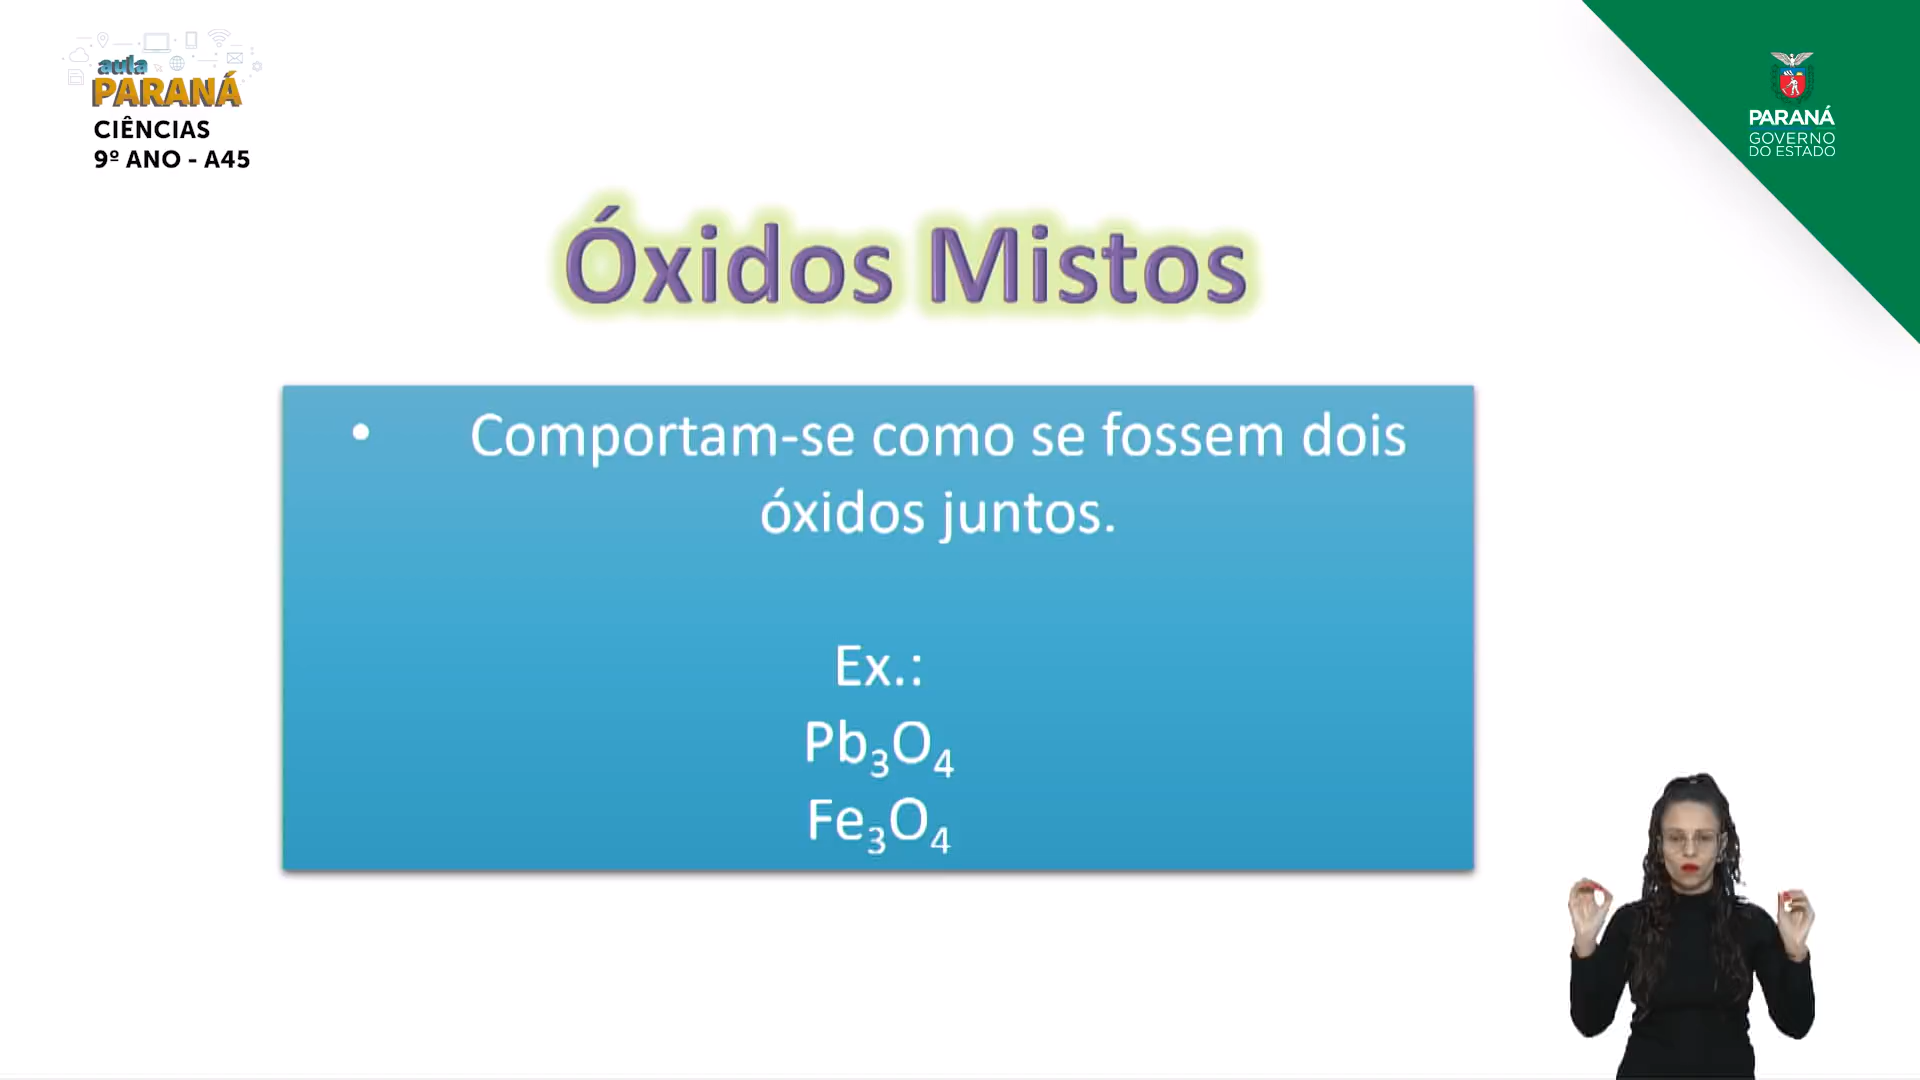 aula
PARANÁ
CIÊNCIAS
9º ANO - A45
PARANÁ
GOVERNO
DO ESTADO
Óxidos Mistos
• Comportam-se como se fossem dois
óxidos juntos.
Ex.:
Pb₃O₄
Fe₃O₄